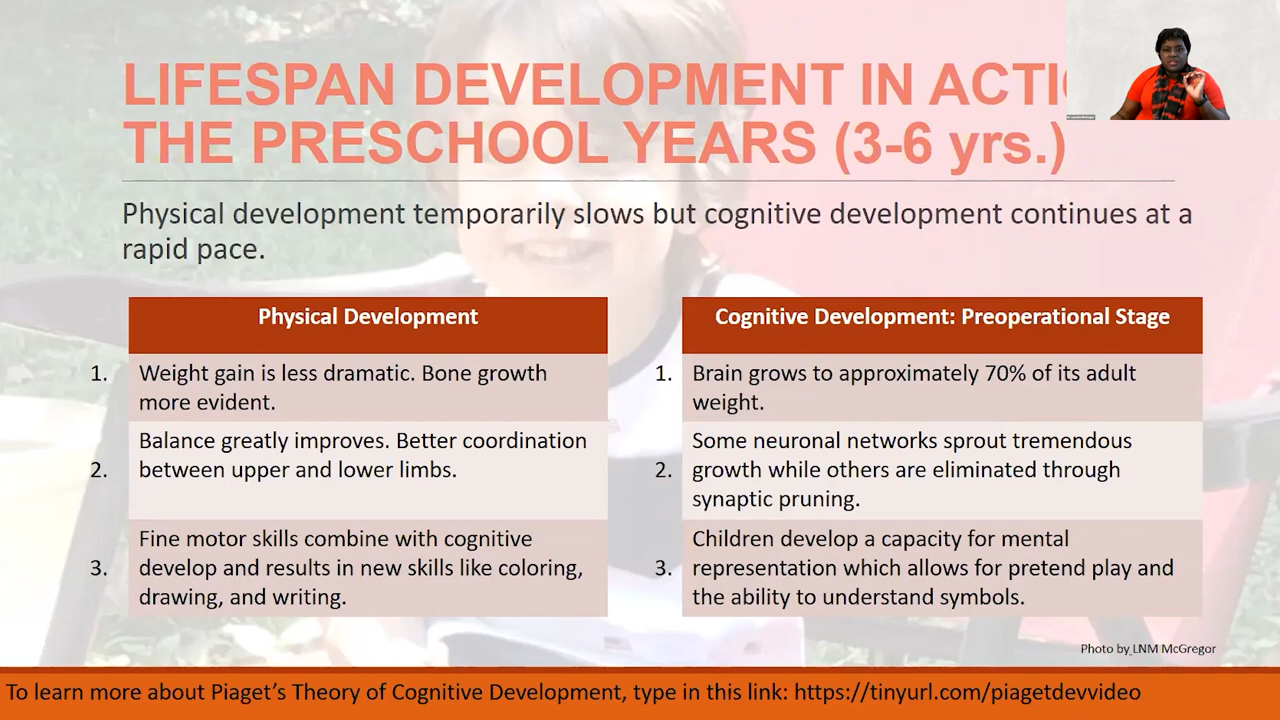 LIFESPAN DEVELOPMENT IN ACTI
THE PRESCHOOL YEARS (3-6 yrs.)
Physical development temporarily slows but cognitive development continues at a
rapid pace.
Physical Development
1. Weight gain is less dramatic. Bone growth
more evident.
Balance greatly improves. Better coordination
2. between upper and lower limbs.
Fine motor skills combine with cognitive
3. develop and results in new skills like coloring,
drawing, and writing.
Cognitive Development: Preoperational Stage
1. Brain grows to approximately 70% of its adult
weight.
Some neuronal networks sprout tremendous
2. growth while others are eliminated through
synaptic pruning.
Children develop a capacity for mental
3. representation which allows for pretend play and
the ability to understand symbols.
Photo by LNM McGregor
To learn more about Piaget’s Theory of Cognitive Development, type in this link: https://tinyurl.com/piagetdevvideo